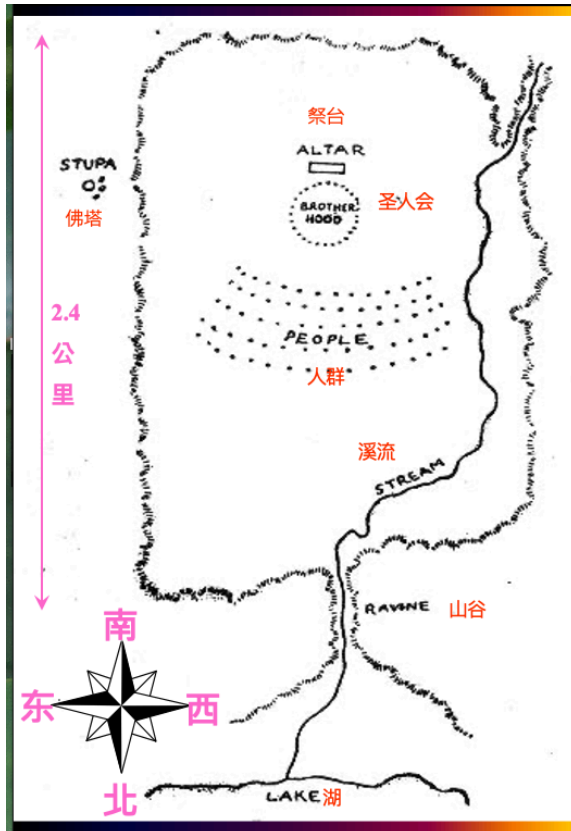 祭台
ALTAR
STUPA
佛塔
BROTHER
HOOD
圣人会
2.4
公
里
PEOPLE
人群
溪流
STREAM
RAVINE
山谷
南
东
西
北
LAKE湖